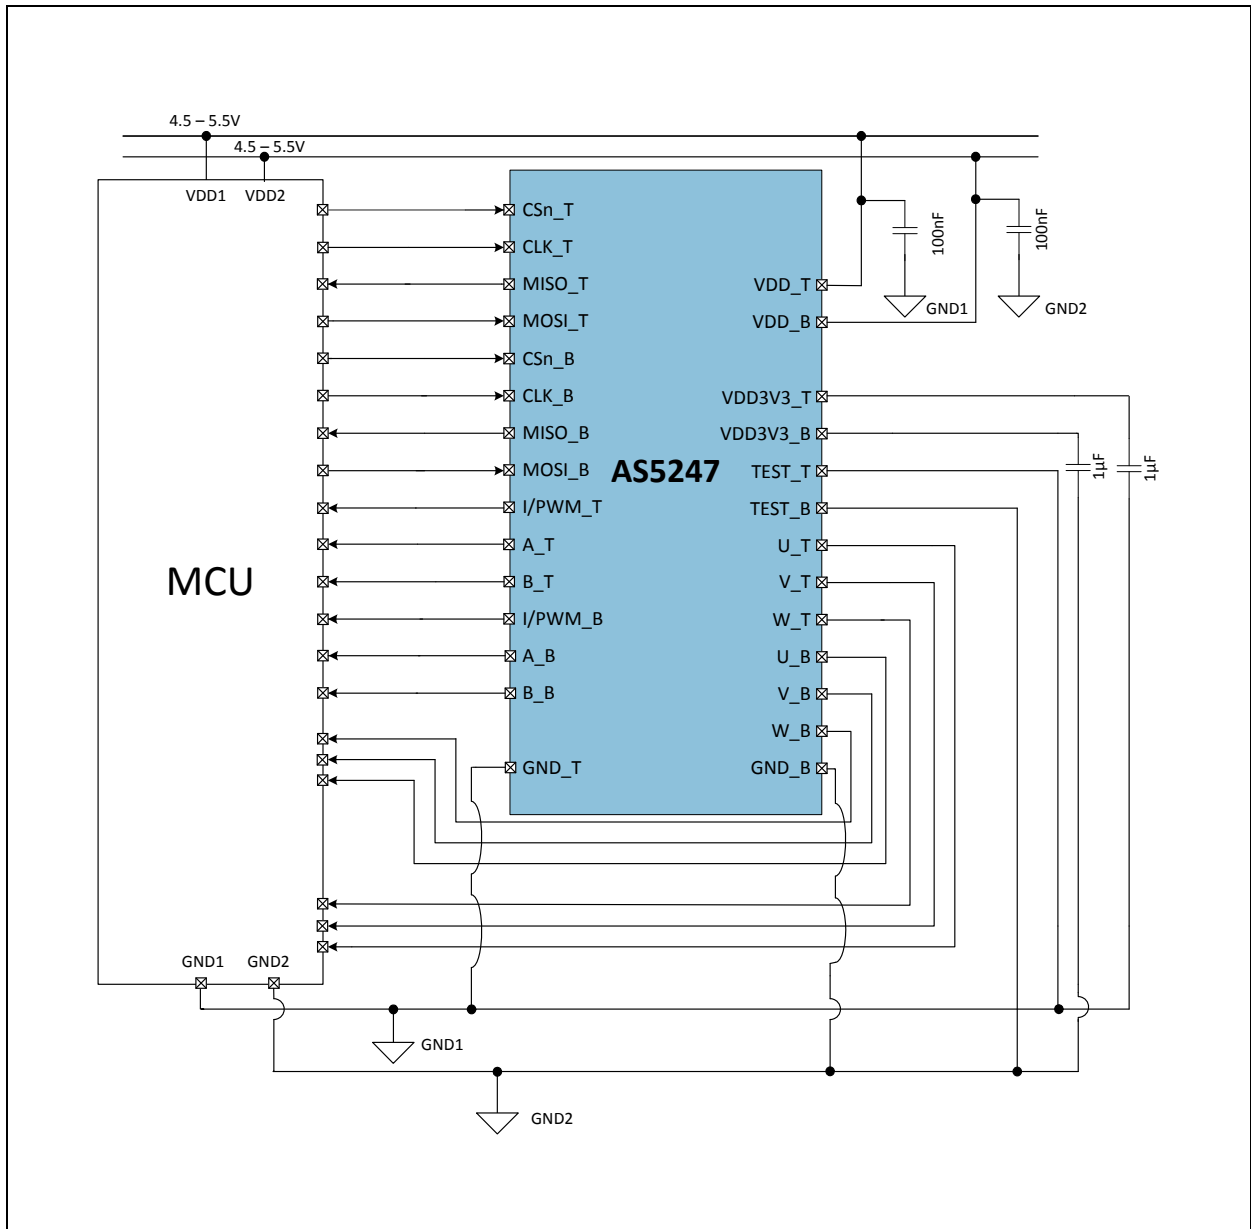 4.5 – 5.5V
4.5 – 5.5V
VDD1
VDD2
CSn_T
CLK_T
MISO_T
MOSI_T
CSn_B
CLK_B
MISO_B
MOSI_B
I/PWM_T
A_T
B_T
I/PWM_B
A_B
B_B
GND_T
MCU
AS5247
VDD_T
VDD_B
VDD3V3_T
VDD3V3_B
TEST_T
TEST_B
U_T
V_T
W_T
U_B
V_B
W_B
GND_B
100nF
100nF
GND1
GND2
1µF
1µF
GND1
GND2
GND1
GND2